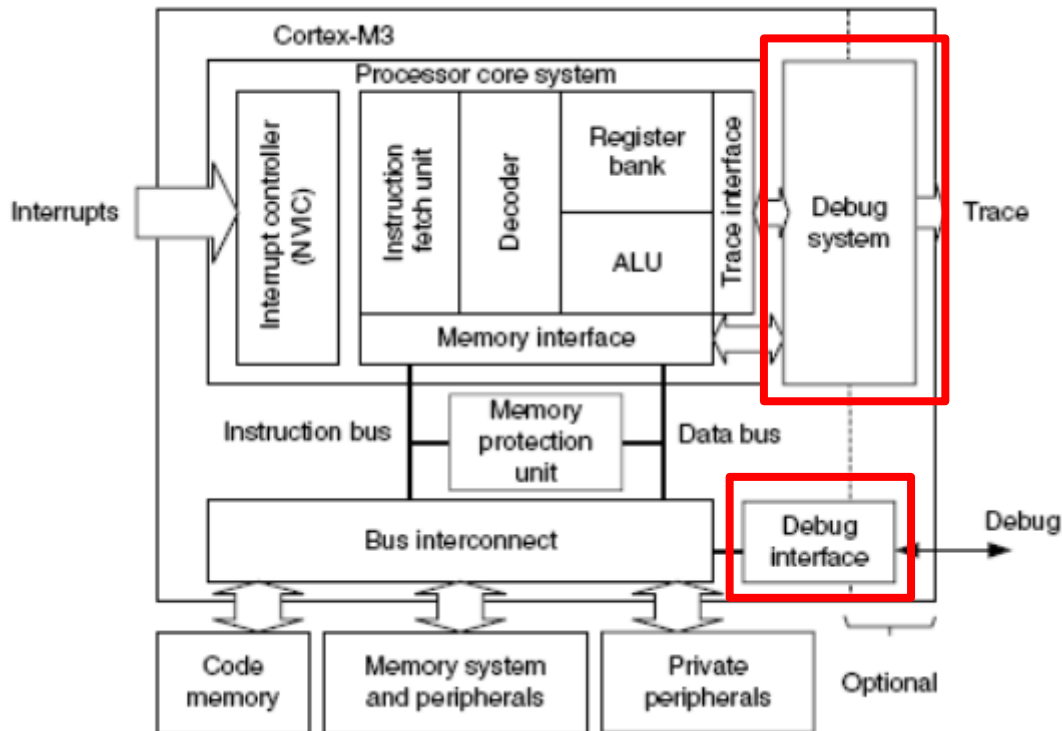 Cortex-M3
Processor core system
Interrupts
Interrupt controller
(NVIC)
Instruction
fetch unit
Decoder
Register
bank
ALU
Trace interface
Debug
system
Trace
Memory interface
Instruction bus
Memory
protection
unit
Data bus
Bus interconnect
Debug
interface
Debug
Code
memory
Memory system
and peripherals
Private
peripherals
Optional